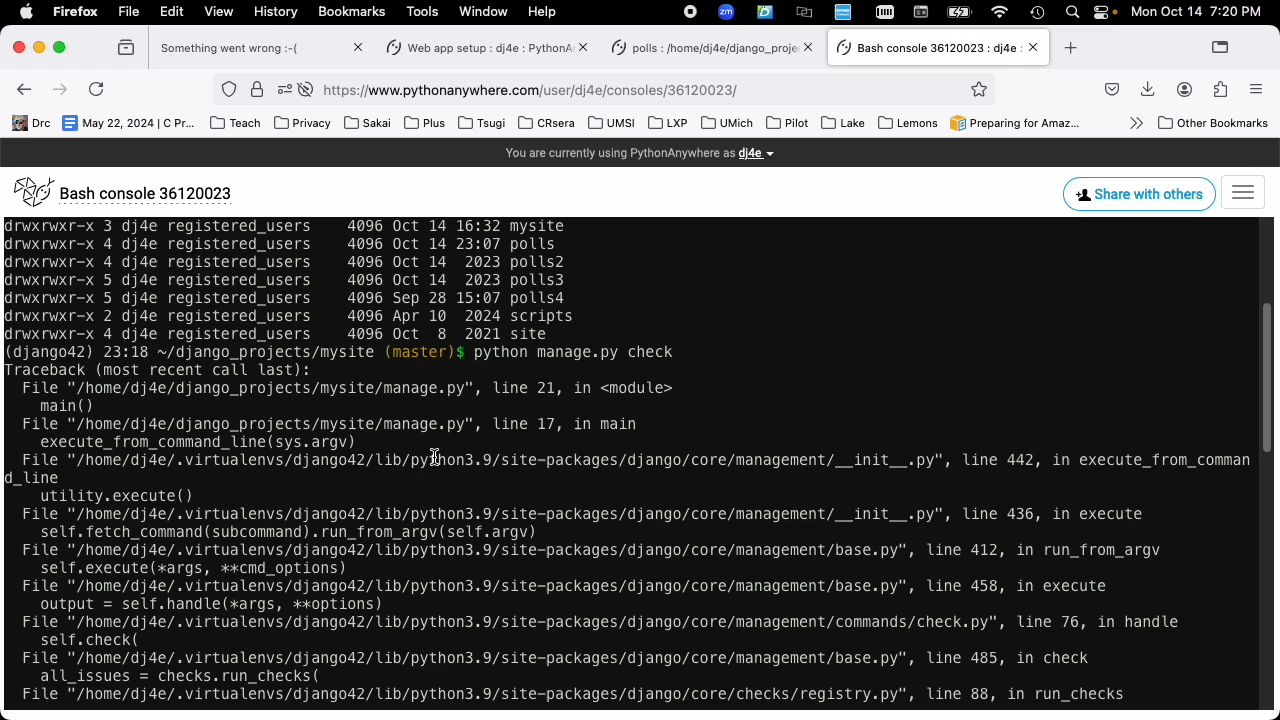 Firefox File Edit View History Bookmarks Tools Window Help Mon Oct 14 7:20 PM
Something went wrong :-( Web app setup : dj4e : PythonA polls : /home/dj4e/django_proje Bash console 36120023 : dj4e :
https://www.pythonanywhere.com/user/dj4e/consoles/36120023/
Drc May 22, 2024 | C Pr... Teach Privacy Sakai Plus Tsugi CRsera UMSI LXP UMich Pilot Lake Lemons Preparing for Amaz... Other Bookmarks
You are currently using PythonAnywhere as dj4e
Bash console 36120023 Share with others
drwxrwxr-x 3 dj4e registered_users    4096 Oct 14 16:32 mysite
drwxrwxr-x 4 dj4e registered_users    4096 Oct 14 23:07 polls
drwxrwxr-x 4 dj4e registered_users    4096 Oct 14  2023 polls2
drwxrwxr-x 5 dj4e registered_users    4096 Oct 14  2023 polls3
drwxrwxr-x 5 dj4e registered_users    4096 Sep 28 15:07 polls4
drwxrwxr-x 2 dj4e registered_users    4096 Apr 10  2024 scripts
drwxrwxr-x 4 dj4e registered_users    4096 Oct  8  2021 site
(django42) 23:18 ~/django_projects/mysite (master)$ python manage.py check
Traceback (most recent call last):
  File "/home/dj4e/django_projects/mysite/manage.py", line 21, in <module>
    main()
  File "/home/dj4e/django_projects/mysite/manage.py", line 17, in main
    execute_from_command_line(sys.argv)
  File "/home/dj4e/.virtualenvs/django42/lib/python3.9/site-packages/django/core/management/__init__.py", line 442, in execute_from_comman
d_line
    utility.execute()
  File "/home/dj4e/.virtualenvs/django42/lib/python3.9/site-packages/django/core/management/__init__.py", line 436, in execute
    self.fetch_command(subcommand).run_from_argv(self.argv)
  File "/home/dj4e/.virtualenvs/django42/lib/python3.9/site-packages/django/core/management/base.py", line 412, in run_from_argv
    self.execute(*args, **cmd_options)
  File "/home/dj4e/.virtualenvs/django42/lib/python3.9/site-packages/django/core/management/base.py", line 458, in execute
    output = self.handle(*args, **options)
  File "/home/dj4e/.virtualenvs/django42/lib/python3.9/site-packages/django/core/management/commands/check.py", line 76, in handle
    self.check(
  File "/home/dj4e/.virtualenvs/django42/lib/python3.9/site-packages/django/core/management/base.py", line 485, in check
    all_issues = checks.run_checks(
  File "/home/dj4e/.virtualenvs/django42/lib/python3.9/site-packages/django/core/checks/registry.py", line 88, in run_checks